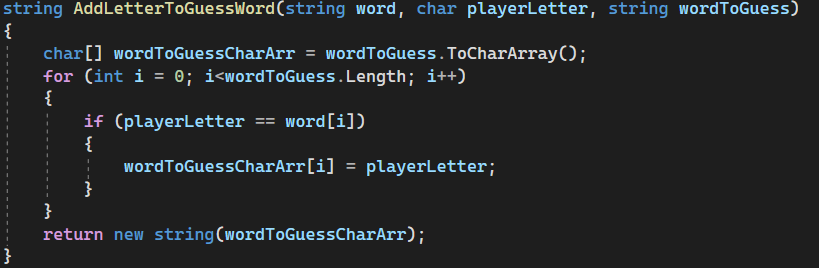 string AddLetterToGuessWord(string word, char playerLetter, string wordToGuess)
{
    char[] wordToGuessCharArr = wordToGuess.ToCharArray();
    for (int i = 0; i<wordToGuess.Length; i++)
    {
        if (playerLetter == word[i])
        {
            wordToGuessCharArr[i] = playerLetter;
        }
    }
    return new string(wordToGuessCharArr);
}